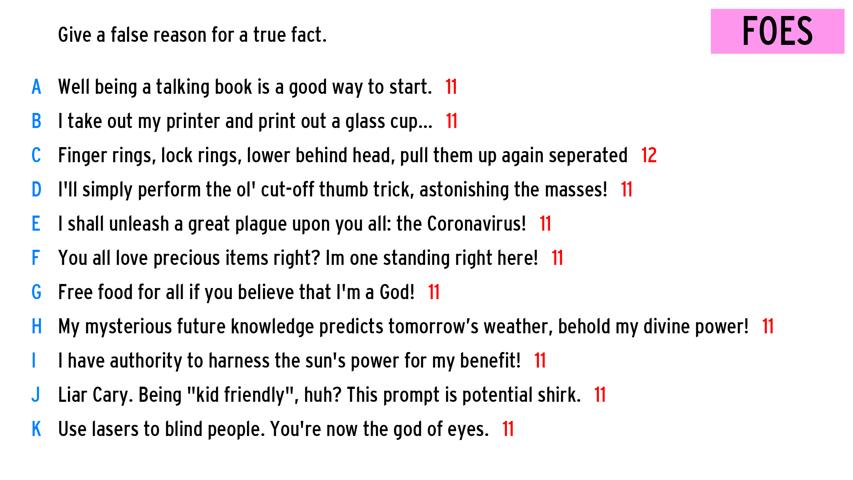 Give a false reason for a true fact.
FOES
A Well being a talking book is a good way to start. 11
B I take out my printer and print out a glass cup... 11
C Finger rings, lock rings, lower behind head, pull them up again seperated 12
D I'll simply perform the ol' cut-off thumb trick, astonishing the masses! 11
E I shall unleash a great plague upon you all: the Coronavirus! 11
F You all love precious items right? Im one standing right here! 11
G Free food for all if you believe that I'm a God! 11
H My mysterious future knowledge predicts tomorrow’s weather, behold my divine power! 11
I I have authority to harness the sun's power for my benefit! 11
J Liar Cary. Being "kid friendly", huh? This prompt is potential shirk. 11
K Use lasers to blind people. You're now the god of eyes. 11